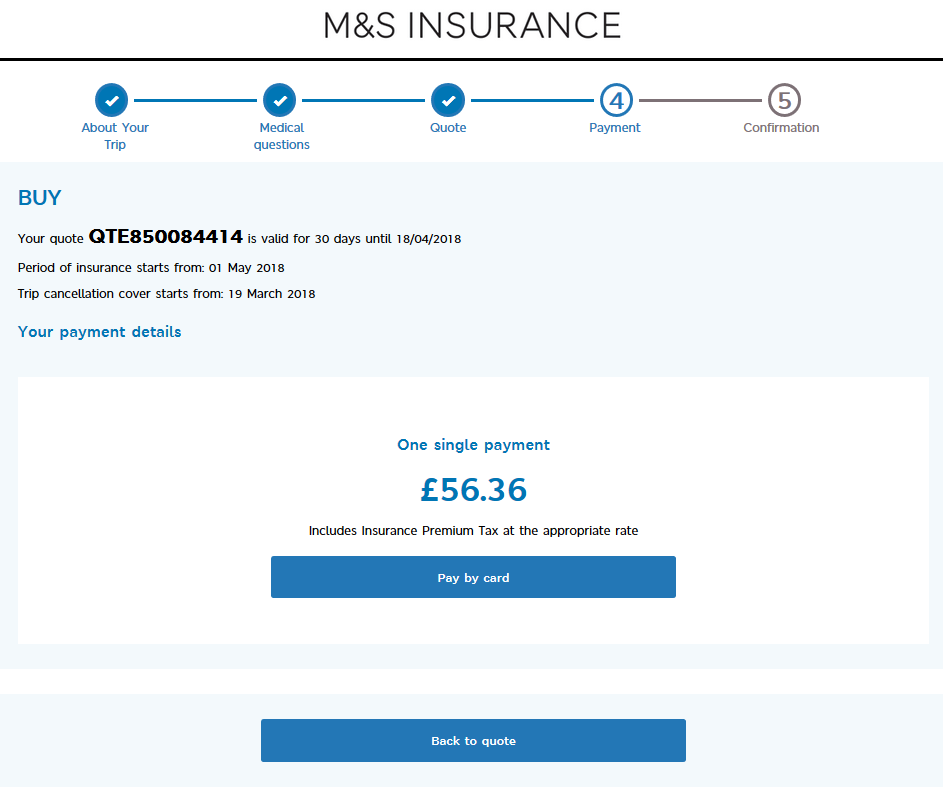 M&S INSURANCE
4
5
About Your
Trip
Medical
questions
Quote
Payment
Confirmation
BUY
Your quote QTE850084414 is valid for 30 days until 18/04/2018
Period of insurance starts from: 01 May 2018
Trip cancellation cover starts from: 19 March 2018
Your payment details
One single payment
£56.36
Includes Insurance Premium Tax at the appropriate rate
Pay by card
Back to quote